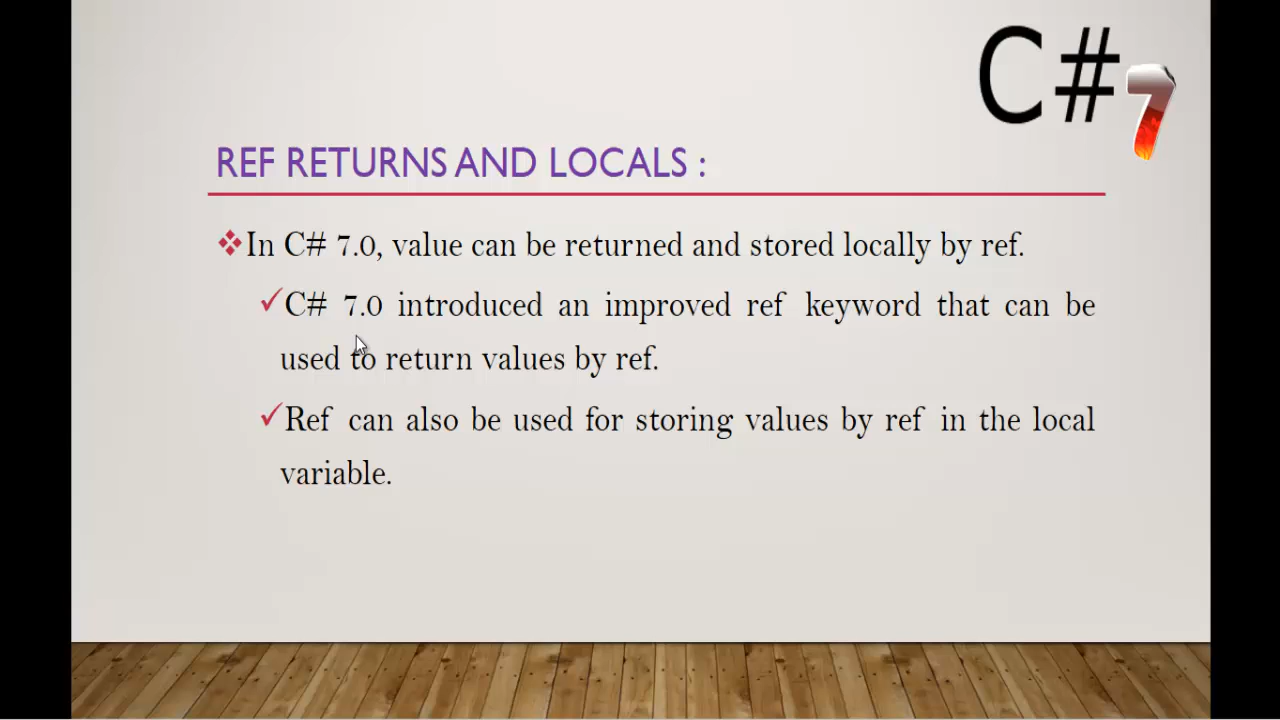 C#7
REF RETURNS AND LOCALS :
In C# 7.0, value can be returned and stored locally by ref.
C# 7.0 introduced an improved ref keyword that can be
used to return values by ref.
Ref can also be used for storing values by ref in the local
variable.